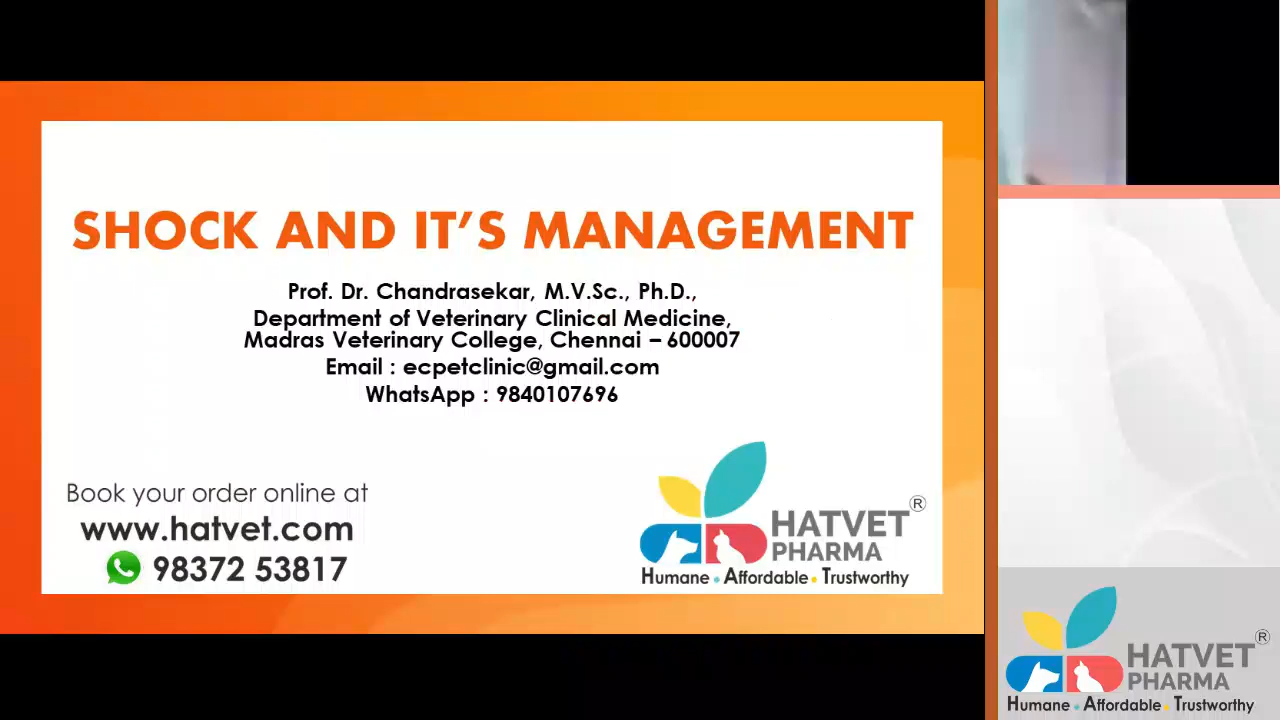 SHOCK AND IT'S MANAGEMENT
Prof. Dr. Chandrasekar, M.V.Sc., Ph.D.,
Department of Veterinary Clinical Medicine,
Madras Veterinary College, Chennai – 600007
Email : ecpetclinic@gmail.com
WhatsApp : 9840107696
Book your order online at
www.hatvet.com
98372 53817
HATVET ®
PHARMA
Humane • Affordable • Trustworthy
HATVET ®
PHARMA
Humane • Affordable • Trustworthy